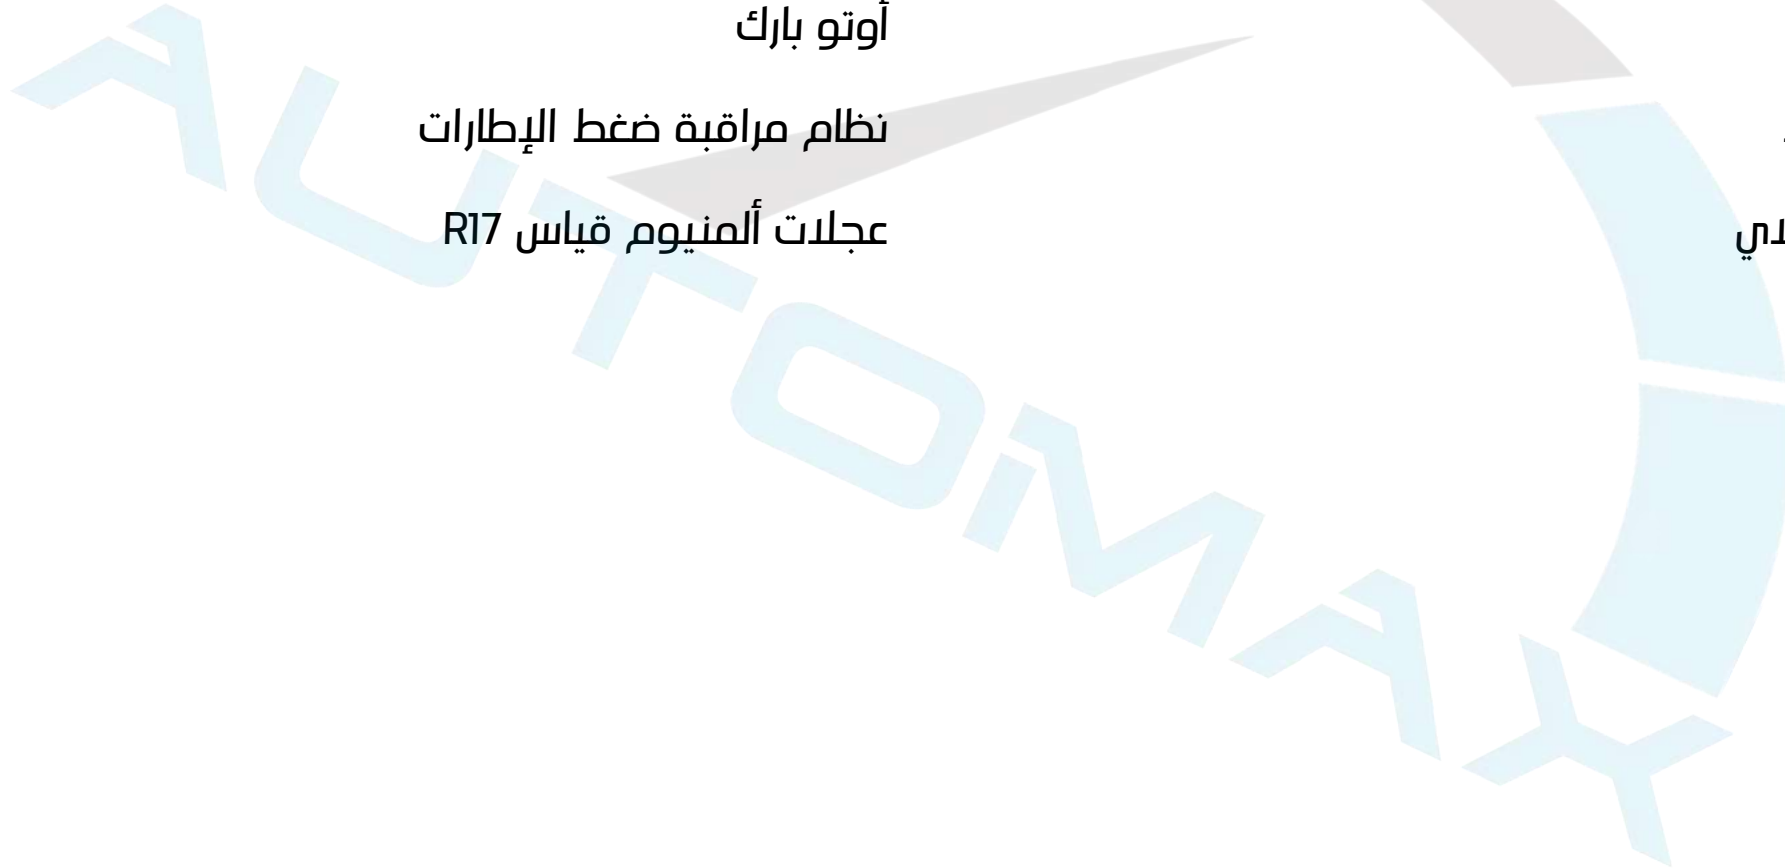 أوتو بارك
نظام مراقبة ضغط الإطارات
عجلات ألمنيوم قياس R17
AUTOMAX